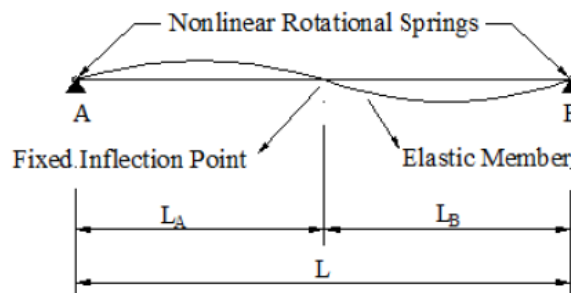 Nonlinear Rotational Springs
A
Fixed Inflection Point
Elastic Member
L_A
L_B
L